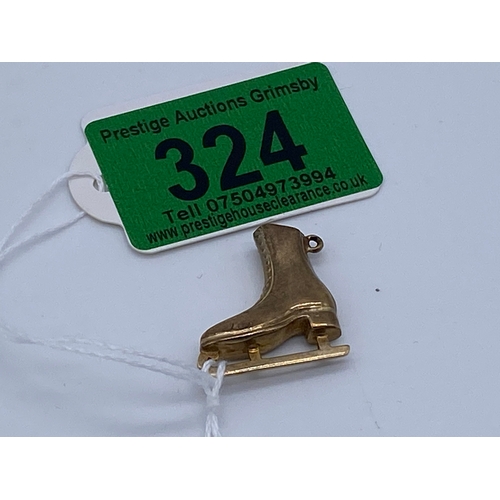 Prestige Auctions Grimsby
324
Tell 07504973994
www.prestigehouseclearance.co.uk